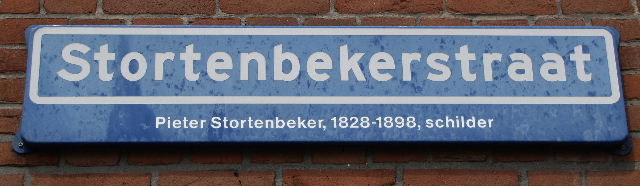 Stortenbekerstraat
Pieter Stortenbeker, 1828-1898, schilder